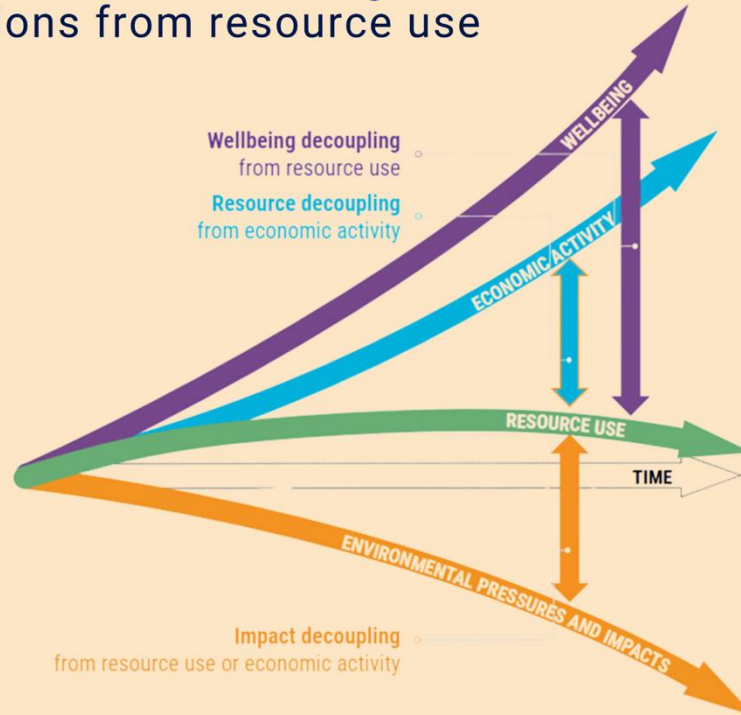 ions from resource use
WELLBEING
Wellbeing decoupling
from resource use
Resource decoupling
from economic activity
ECONOMIC ACTIVITY
RESOURCE USE
TIME
ENVIRONMENTAL PRESSURES AND IMPACTS
Impact decoupling
from resource use or economic activity